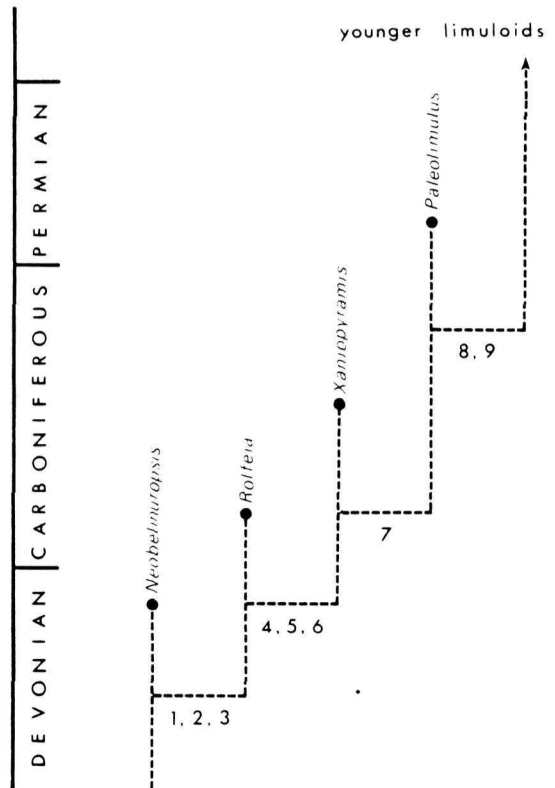 younger limuloids
PERMIAN
Paleolimulus
CARBONIFEROUS
Xaniopyramis
8, 9
Rolfeia
7
Neobelinuropsis
4, 5, 6
DEVONIAN
1, 2, 3